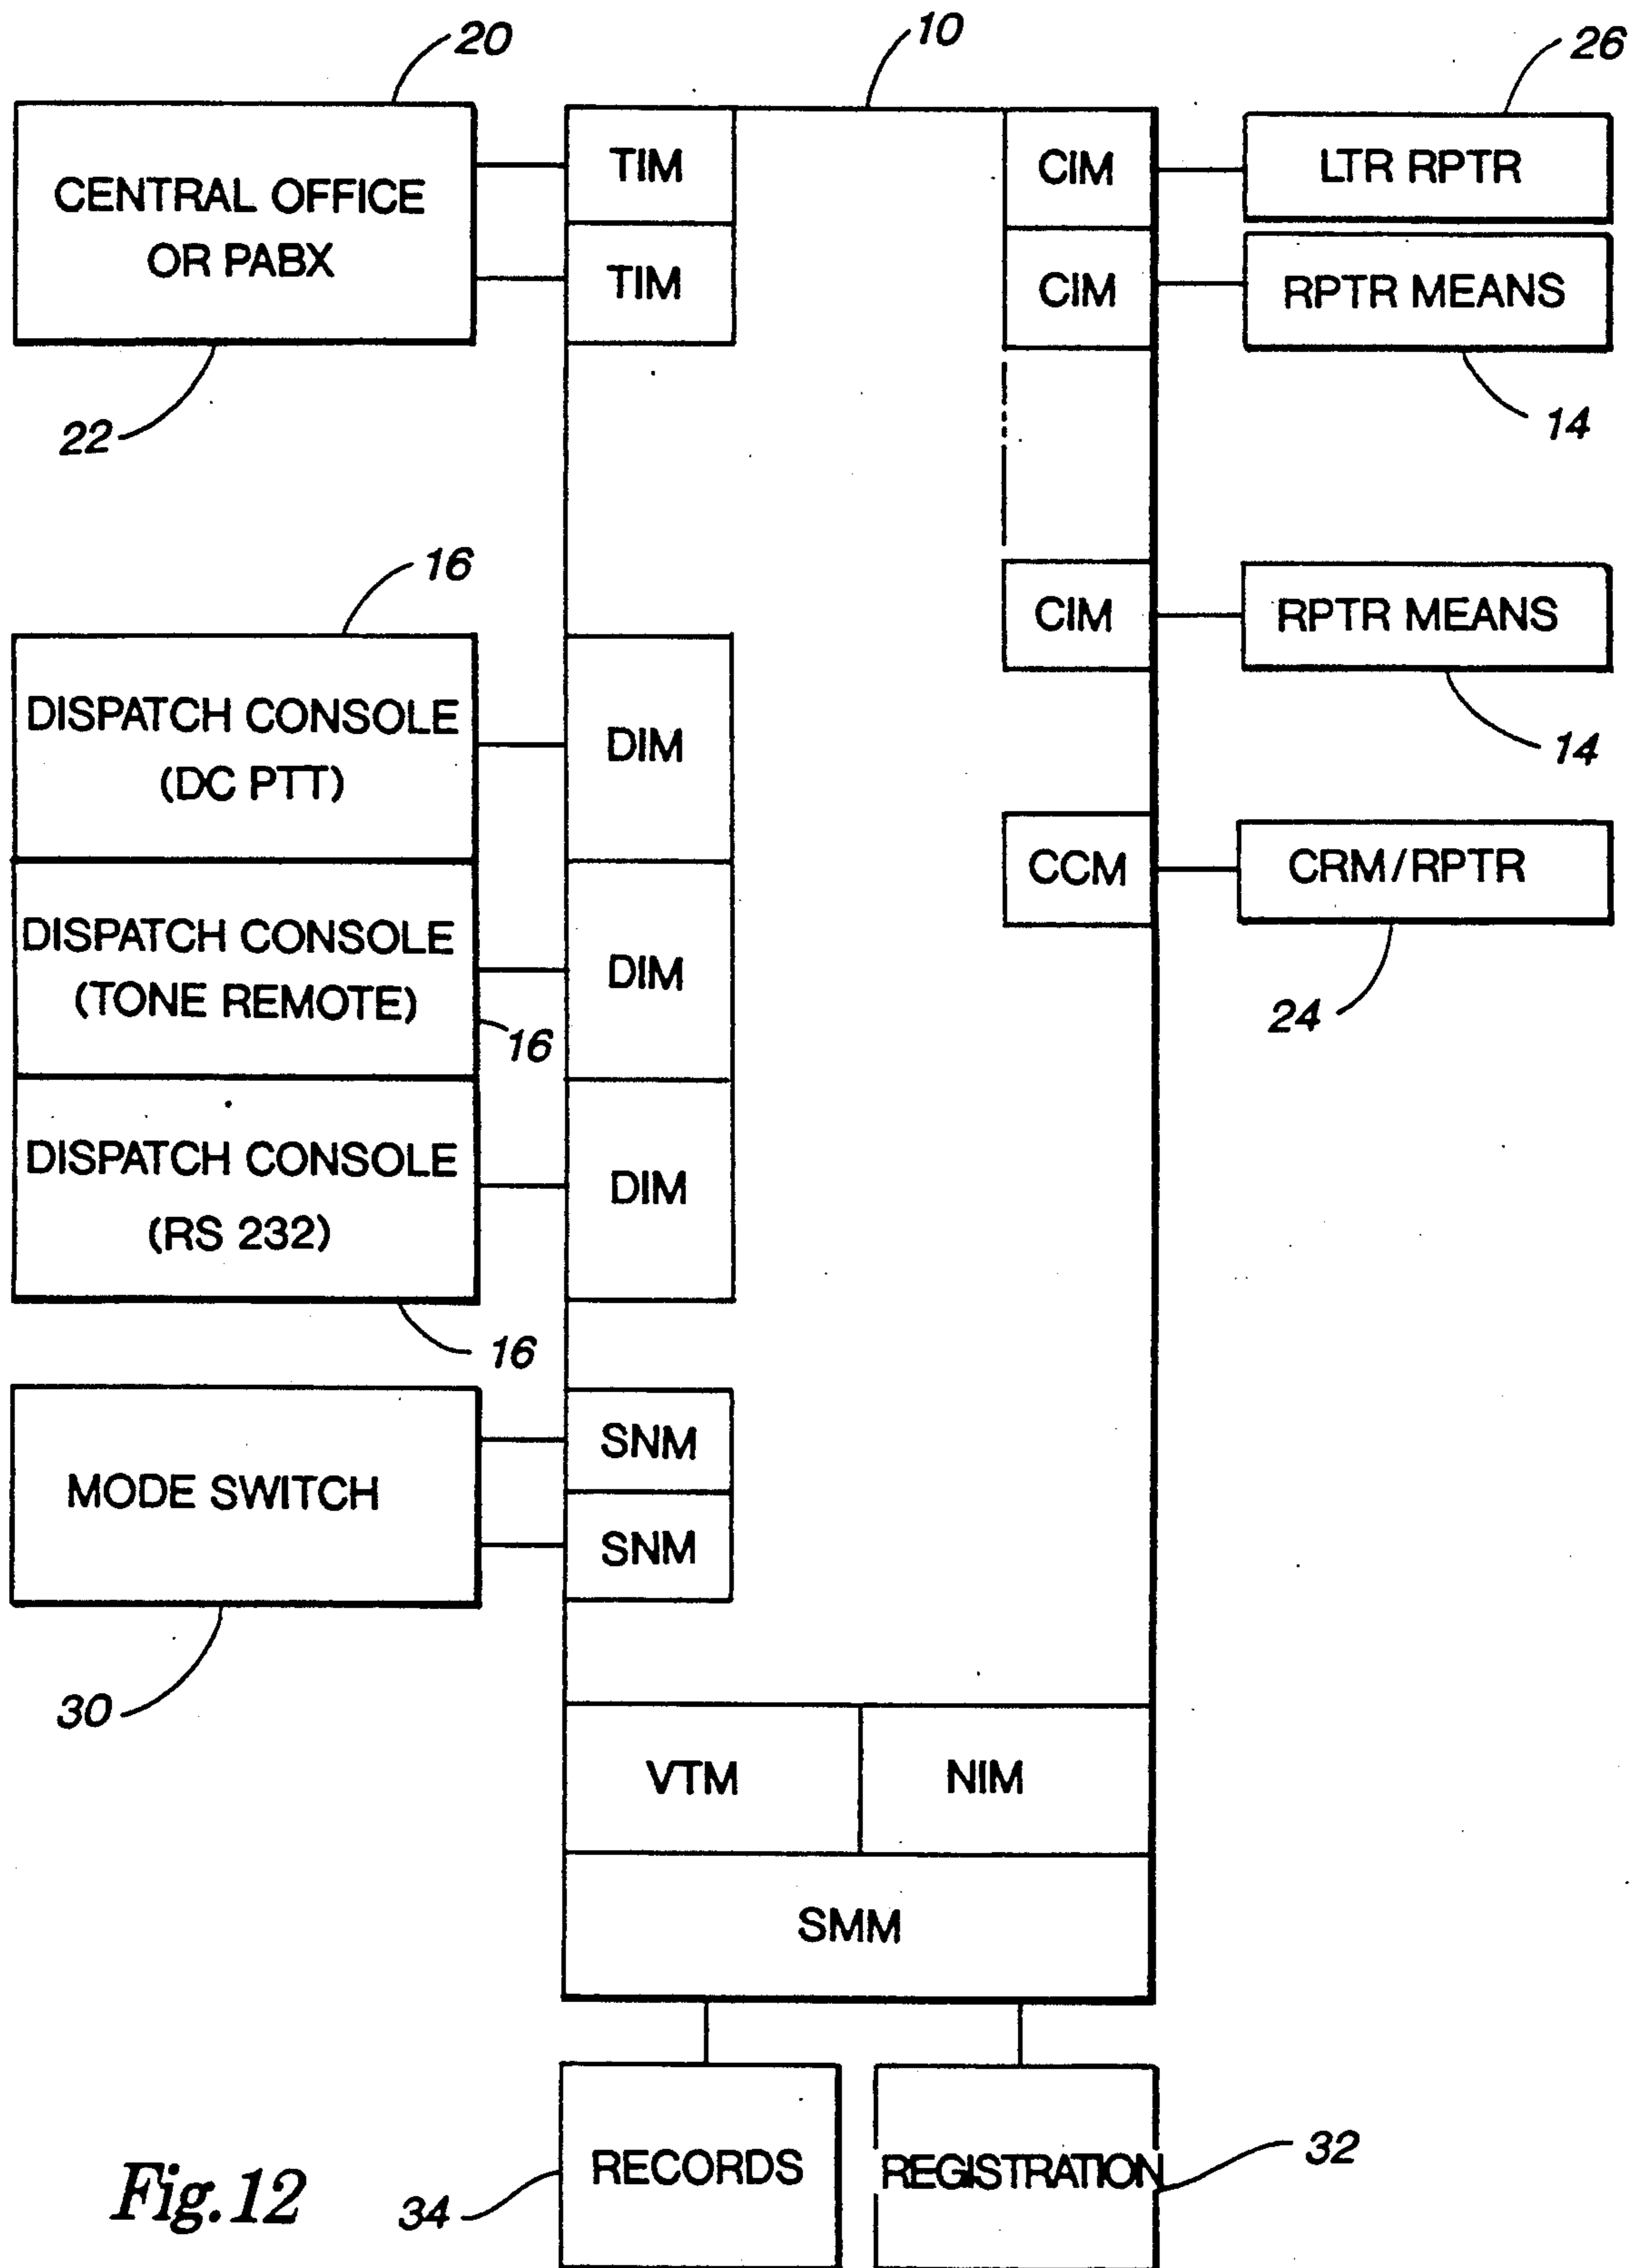 20
10
26
CENTRAL OFFICE
OR PABX
TIM
TIM
CIM
CIM
LTR RPTR
RPTR MEANS
22
14
16
CIM
RPTR MEANS
DISPATCH CONSOLE
(DC PTT)
DIM
14
CCM
CRM/RPTR
DISPATCH CONSOLE
(TONE REMOTE)
16
DIM
24
DISPATCH CONSOLE
(RS 232)
DIM
16
MODE SWITCH
SNM
SNM
30
VTM
NIM
SMM
RECORDS
REGISTRATION
32
34
Fig.12